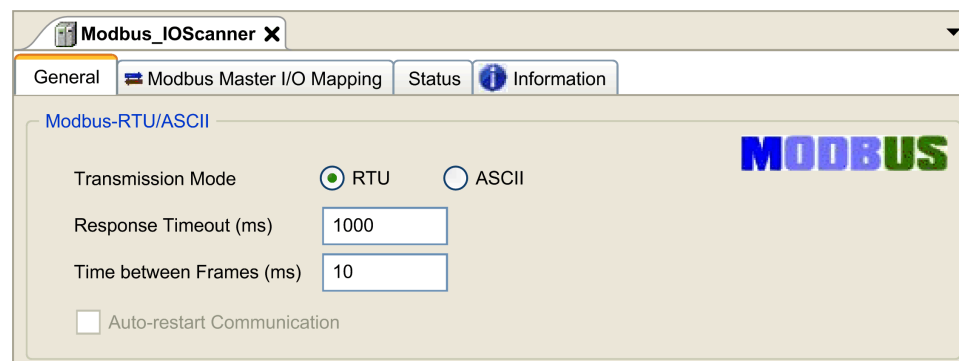 Modbus_IOScanner
General Modbus Master I/O Mapping Status Information
Modbus-RTU/ASCII
MODBUS
Transmission Mode RTU ASCII
Response Timeout (ms) 1000
Time between Frames (ms) 10
Auto-restart Communication